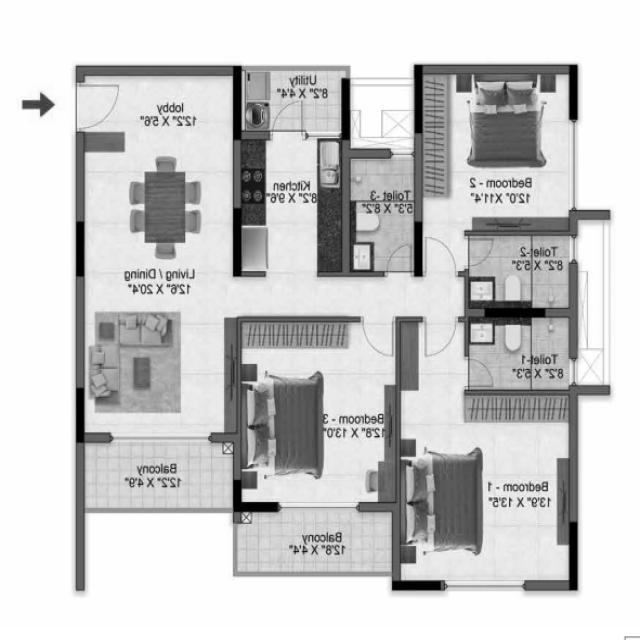 Utility
8'2" X 4'4"
lobby
12'2" X 5'6"
Kitchen
8'2" X 9'6"
Toilet-3
5'3" X 8'2"
Bedroom - 2
12'0" X11'4"
Toilet-2
8'2" X 5'3"
Living / Dining
12'6" X 20'4"
Toilet-1
8'2" X 5'3"
Bedroom - 3
12'8" X 13'0"
Bedroom - 1
13'9" X 13'5"
Balcony
12'2" X 4'9"
Balcony
12'8" X 4'4"